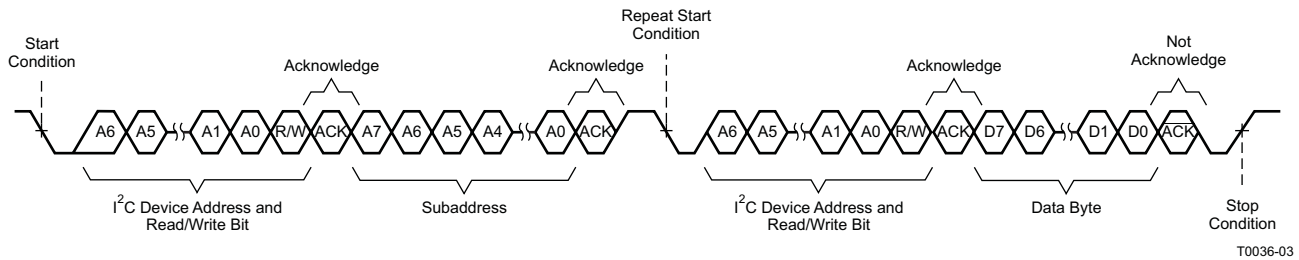 Start
Condition
Acknowledge
Acknowledge
Repeat Start
Condition
Acknowledge
Not
Acknowledge
A6 A5 A1 A0 R/W ACK A7 A6 A5 A4 A0 ACK A6 A5 A1 A0 R/W ACK D7 D6 D1 D0 ACK
I²C Device Address and
Read/Write Bit
Subaddress
I²C Device Address and
Read/Write Bit
Data Byte
Stop
Condition
T0036-03